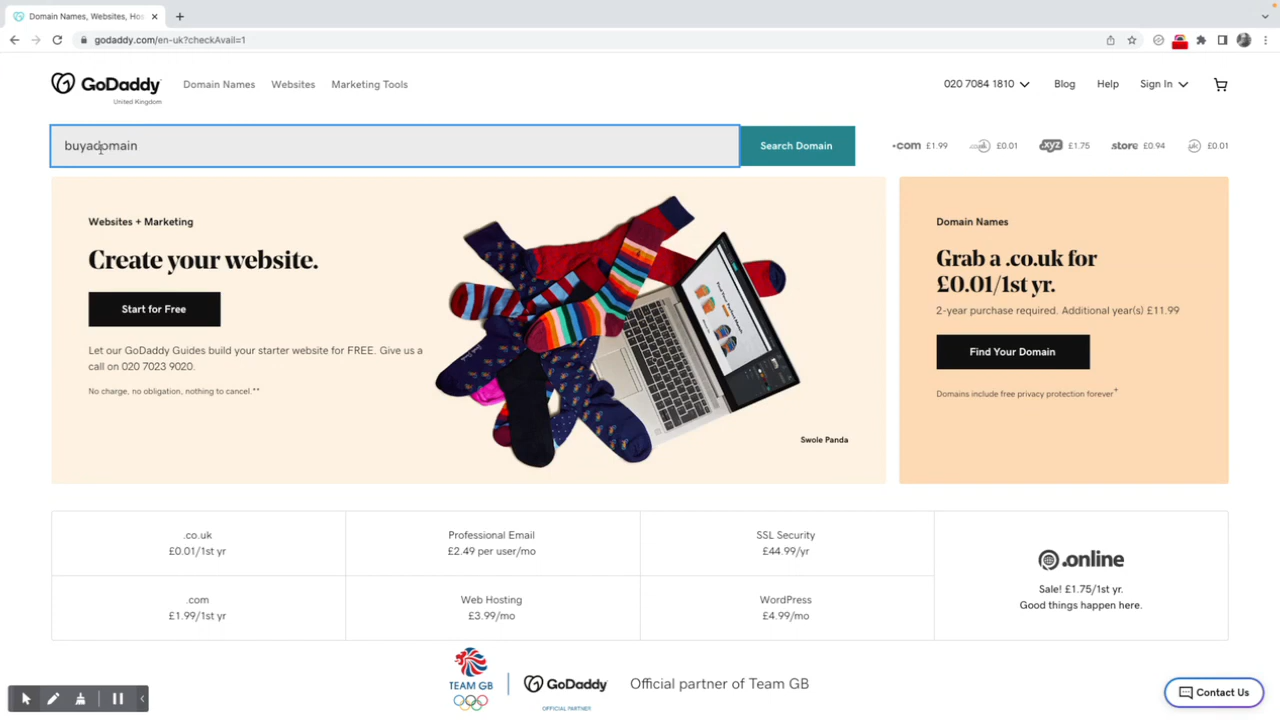 Domain Names, Websites, Hos
godaddy.com/en-uk?checkAvail=1
GoDaddy
United Kingdom
Domain Names
Websites
Marketing Tools
020 7084 1810
Blog
Help
Sign In
buyadomain
Search Domain
.com £1.99
£0.01
.xyz £1.75
.store £0.94
£0.01
Websites + Marketing
Create your website.
Start for Free
Let our GoDaddy Guides build your starter website for FREE. Give us a
call on 020 7023 9020.
No charge, no obligation, nothing to cancel.**
Swole Panda
Domain Names
Grab a .co.uk for
£0.01/1st yr.
2-year purchase required. Additional year(s) £11.99
Find Your Domain
Domains include free privacy protection forever+
.co.uk
£0.01/1st yr
Professional Email
£2.49 per user/mo
SSL Security
£44.99/yr
.com
£1.99/1st yr
Web Hosting
£3.99/mo
WordPress
£4.99/mo
.online
Sale! £1.75/1st yr.
Good things happen here.
TEAM GB
GoDaddy
OFFICIAL PARTNER
Official partner of Team GB
Contact Us